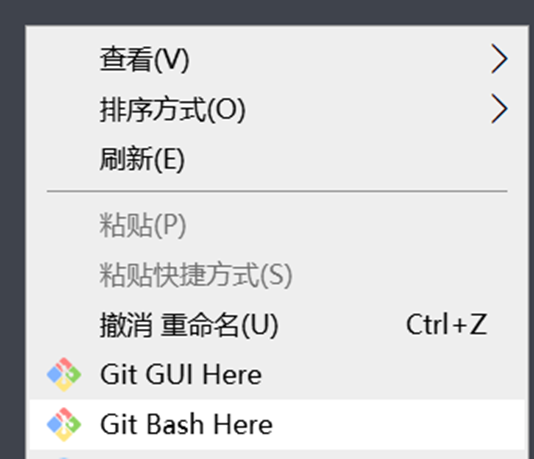 查看(V)
排序方式(O)
刷新(E)
粘贴(P)
粘贴快捷方式(S)
撤消 重命名(U) Ctrl+Z
Git GUI Here
Git Bash Here